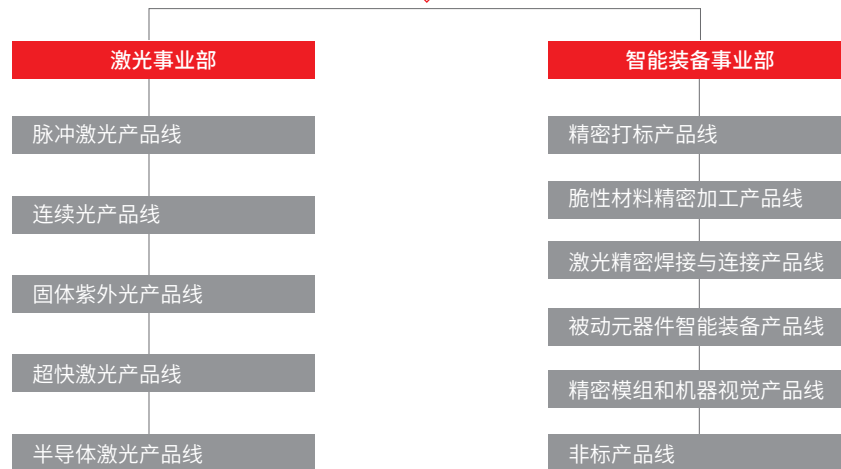 激光事业部
脉冲激光产品线
连续光产品线
固体紫外光产品线
超快激光产品线
半导体激光产品线
智能装备事业部
精密打标产品线
脆性材料精密加工产品线
激光精密焊接与连接产品线
被动元器件智能装备产品线
精密模组和机器视觉产品线
非标产品线